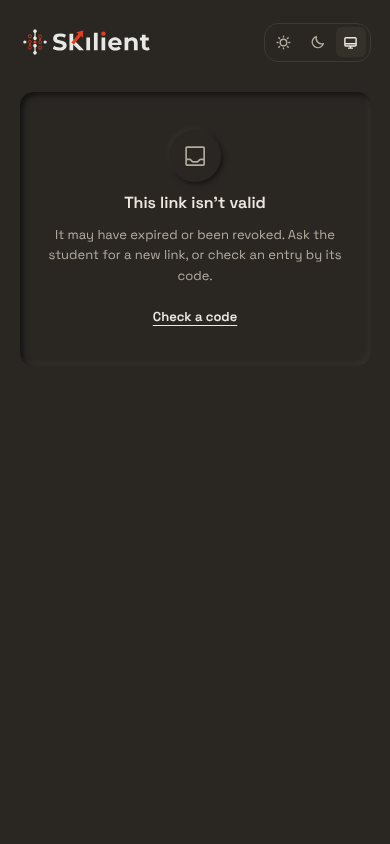 Skilient
This link isn't valid
It may have expired or been revoked. Ask the
student for a new link, or check an entry by its
code.
Check a code